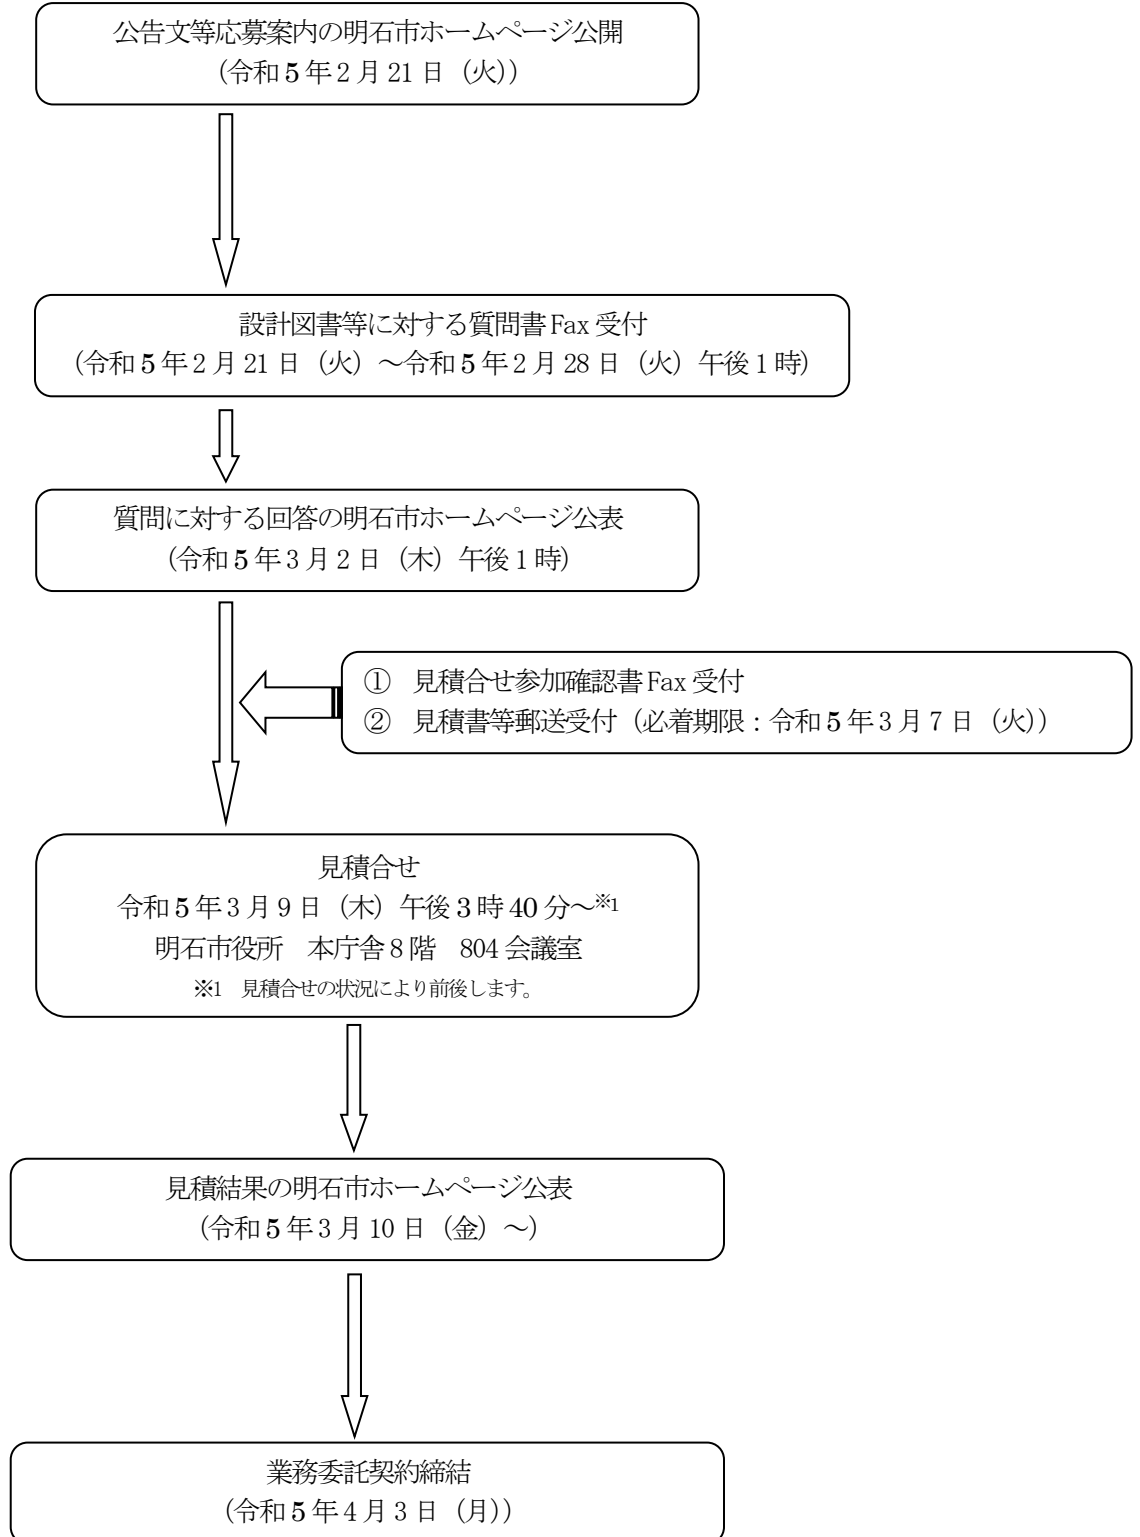 公告文等応募案内の明石市ホームページ公開
(令和5年2月21日（火))
設計図書等に対する質問書Fax受付
(令和5年2月21日（火）～令和5年2月28日（火）午後1時)
質問に対する回答の明石市ホームページ公表
(令和5年3月2日（木）午後1時)
①　見積合せ参加確認書Fax受付
②　見積書等郵送受付（必着期限：令和5年3月7日（火））
見積合せ
令和5年3月9日（木）午後3時40分～※1
明石市役所　本庁舎8階　804会議室
※1　見積合せの状況により前後します。
見積結果の明石市ホームページ公表
(令和5年3月10日（金）～)
業務委託契約締結
(令和5年4月3日（月))